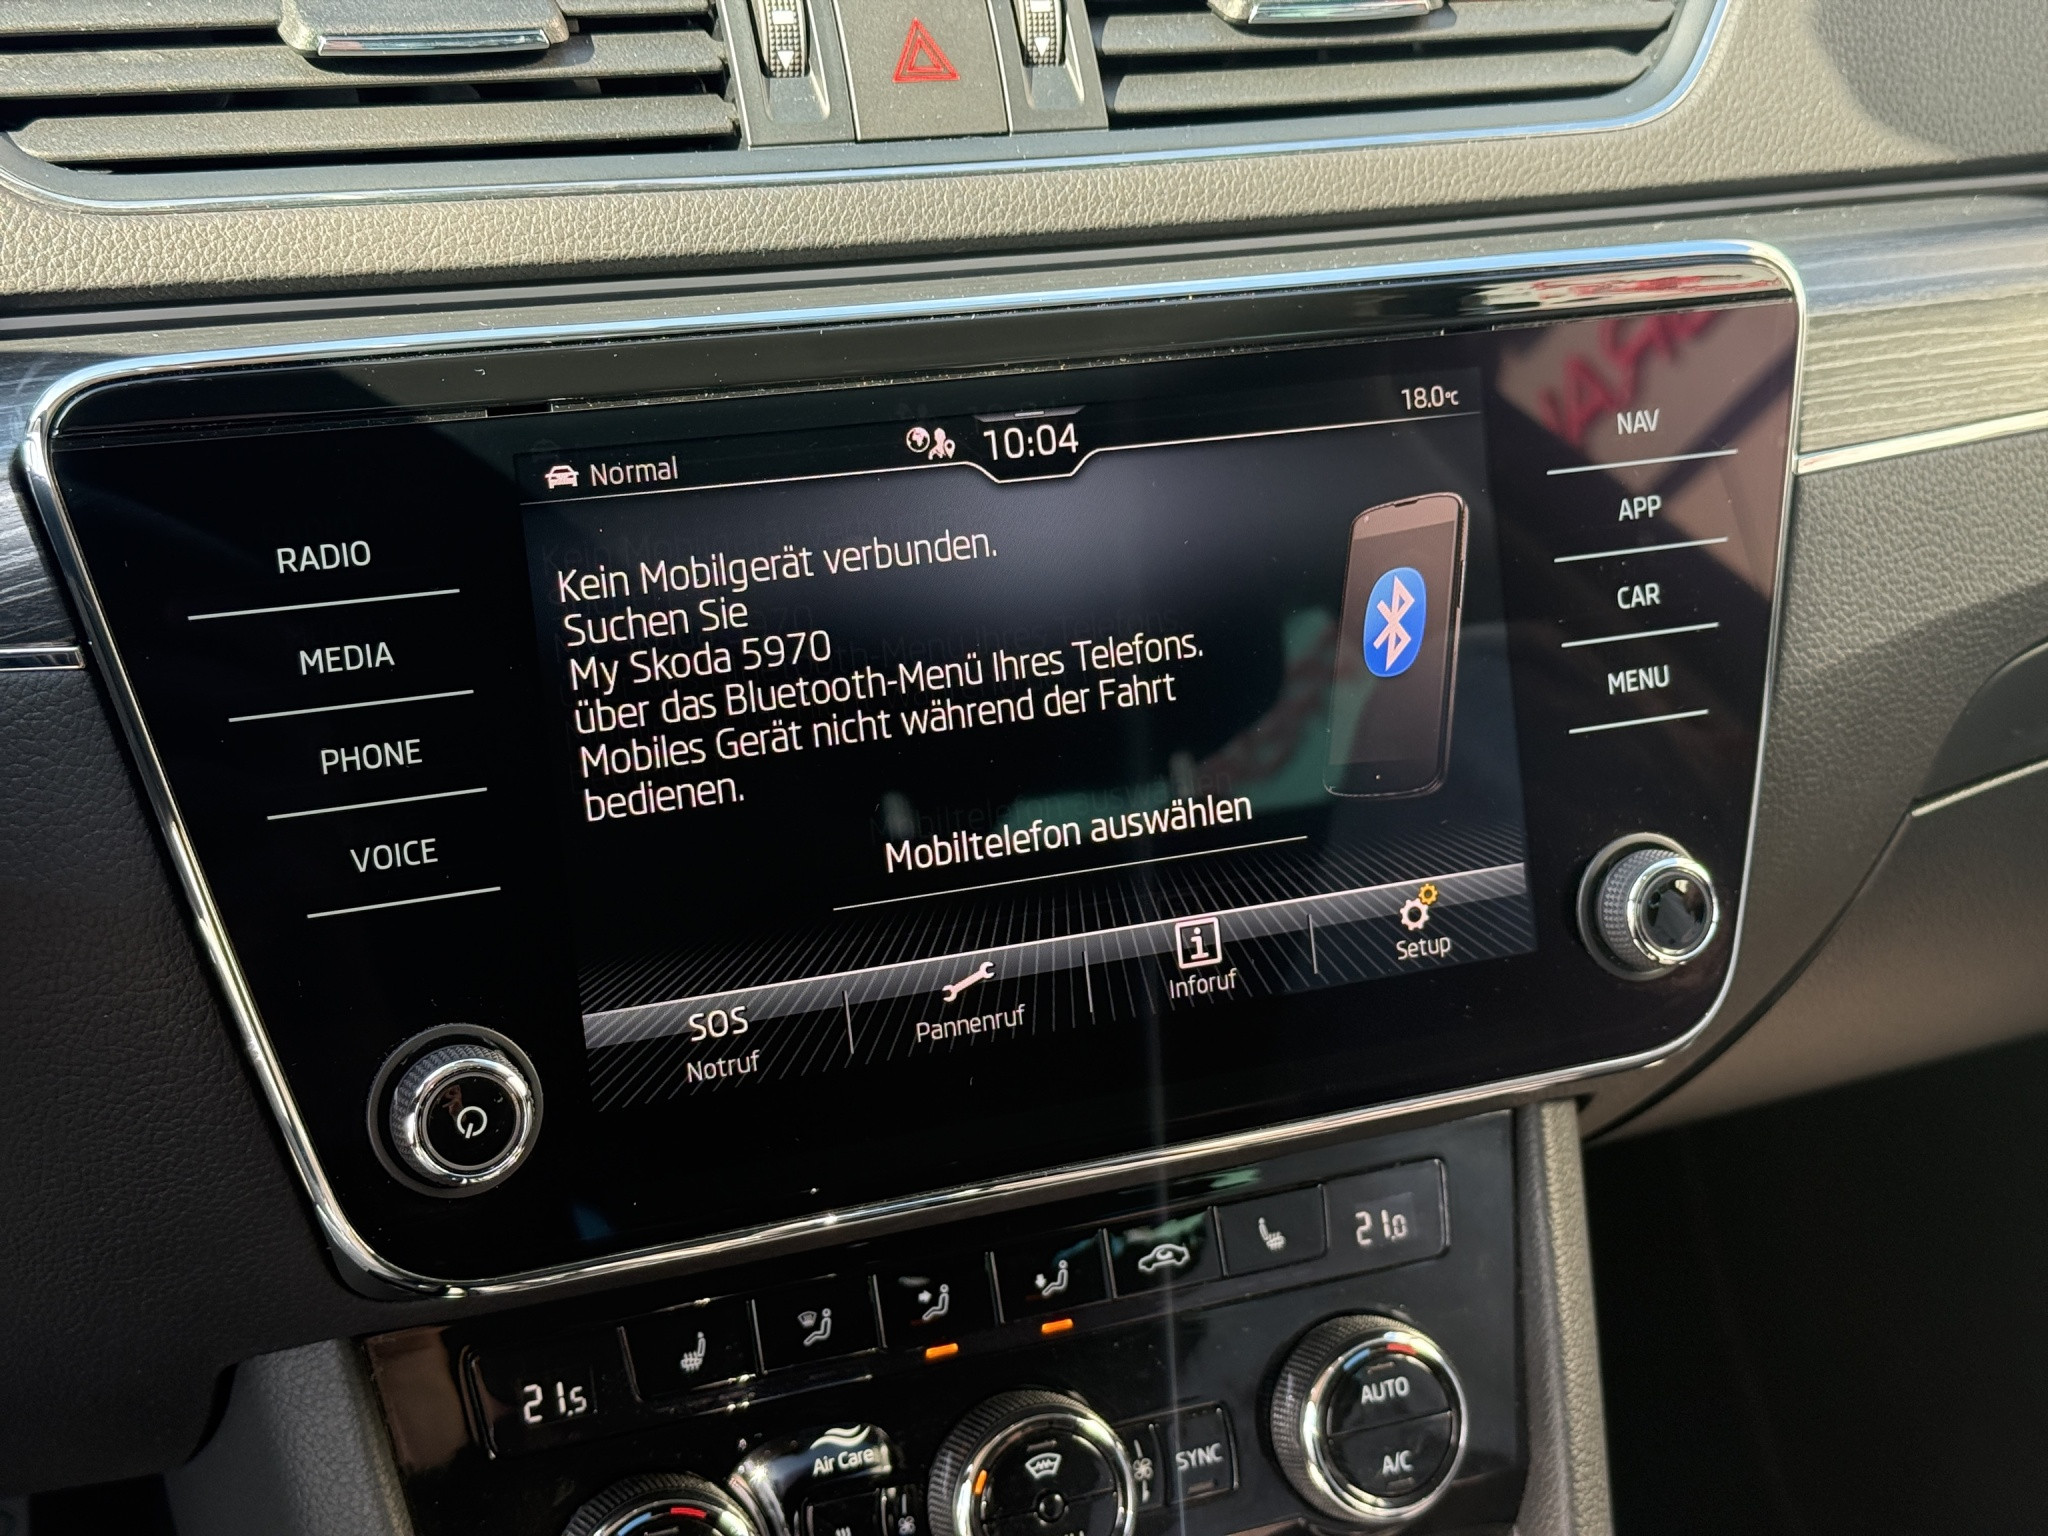 18.0°C
10:04
Normal
NAV
APP
CAR
MENU
RADIO
MEDIA
PHONE
VOICE
Kein Mobilgerät verbunden.
Suchen Sie
My Skoda 5970
über das Bluetooth-Menü Ihres Telefons.
Mobiles Gerät nicht während der Fahrt
bedienen.
Mobiltelefon auswählen
SOS
Notruf
Pannenruf
Inforuf
Setup
21.0
21.5
Air Care
SYNC
AUTO
A/C